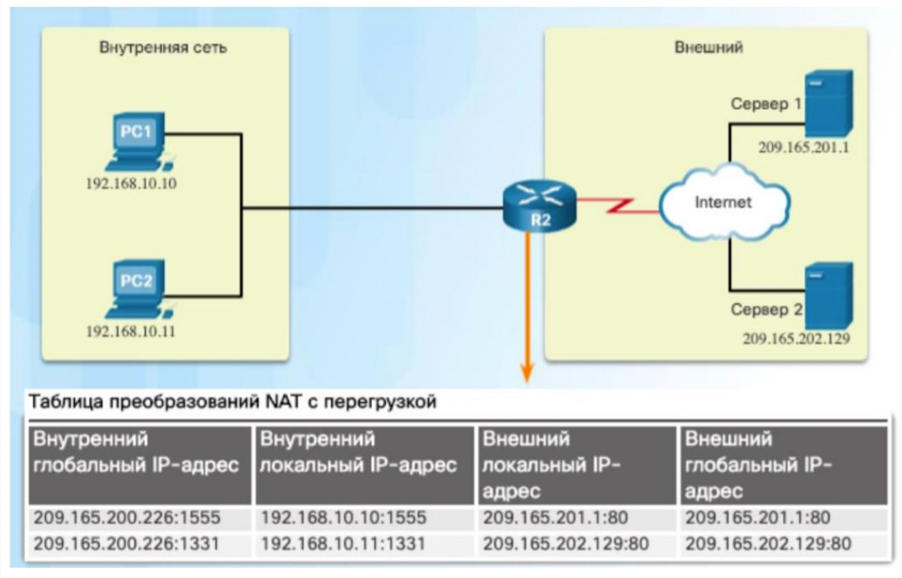 Внутренняя сеть
Внешний
Сервер 1
PC1
209.165.201.1
192.168.10.10
Internet
R2
PC2
Сервер 2
192.168.10.11
209.165.202.129
Таблица преобразований NAT с перегрузкой
Внутренний глобальный IP-адрес
Внутренний локальный IP-адрес
Внешний локальный IP-адрес
Внешний глобальный IP-адрес
209.165.200.226:1555 192.168.10.10:1555 209.165.201.1:80 209.165.201.1:80
209.165.200.226:1331 192.168.10.11:1331 209.165.202.129:80 209.165.202.129:80